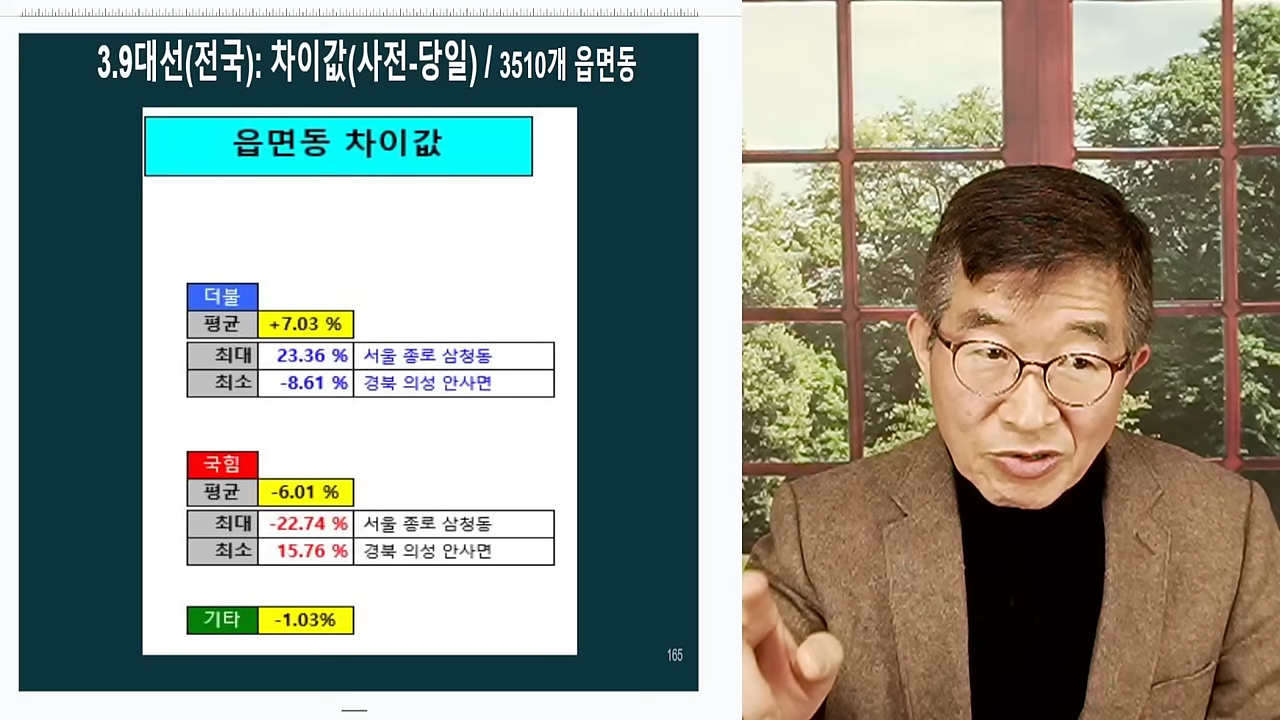 3.9대선(전국): 차이값(사전-당일) / 3510개 읍면동
읍면동 차이값
더불
평균 +7.03 %
최대 23.36 % 서울 종로 삼청동
최소 -8.61 % 경북 의성 안사면
국힘
평균 -6.01 %
최대 -22.74 % 서울 종로 삼청동
최소 15.76 % 경북 의성 안사면
기타 -1.03%
165